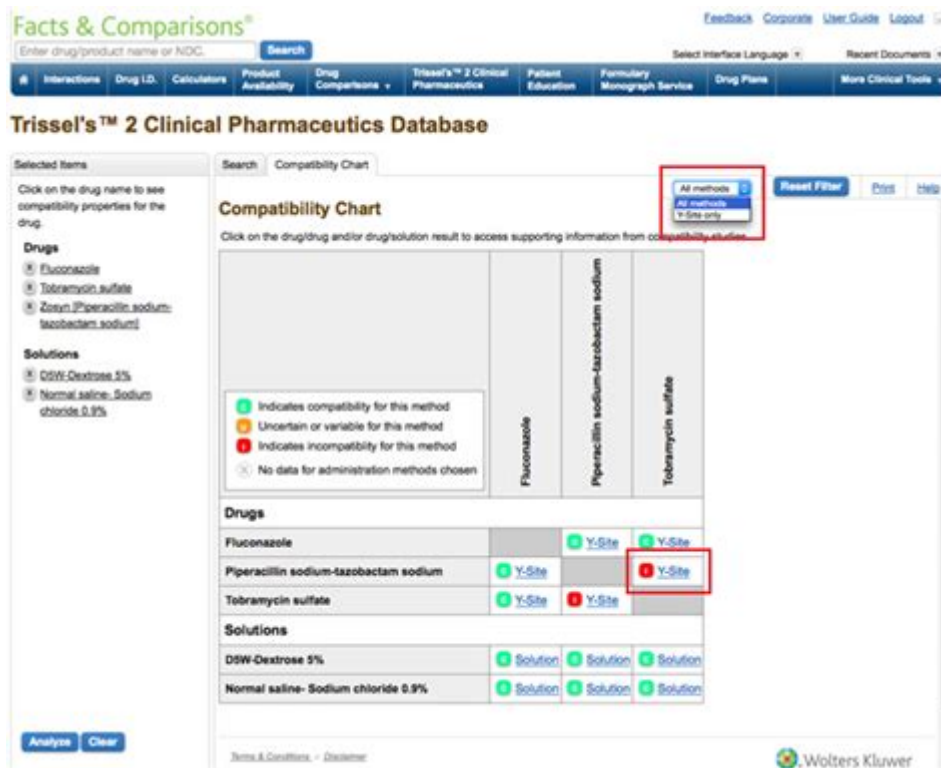 Facts & Comparisons®
Feedback Corporate User Guide Logout
Enter drug/product name or NDC.
Search
Select Interface Language
Recent Documents
Interactions
Drug I.D.
Calculators
Product Availability
Drug Comparisons
Trissel's™ 2 Clinical Pharmaceutics
Patient Education
Formulary Monograph Service
Drug Plans
More Clinical Tools
Trissel's™ 2 Clinical Pharmaceutics Database
Selected Items
Click on the drug name to see
compatibility properties for the
drug.
Drugs
Fluconazole
Tobramycin sulfate
Zosyn [Piperacillin sodium-
tazobactam sodium]
Solutions
D5W-Dextrose 5%
Normal saline- Sodium
chloride 0.9%
Analyze Clear
Search Compatibility Chart
All methods
All methods
Y-Site only
Reset Filter Print Help
Compatibility Chart
Click on the drug/drug and/or drug/solution result to access supporting information from compatibility studies.
Indicates compatibility for this method
Uncertain or variable for this method
Indicates incompatibility for this method
No data for administration methods chosen
Fluconazole
Piperacillin sodium-tazobactam sodium
Tobramycin sulfate
Drugs
Fluconazole Y-Site Y-Site
Piperacillin sodium-tazobactam sodium Y-Site Y-Site
Tobramycin sulfate Y-Site Y-Site
Solutions
D5W-Dextrose 5% Solution Solution Solution
Normal saline- Sodium chloride 0.9% Solution Solution Solution
Terms & Conditions - Disclaimer
Wolters Kluwer